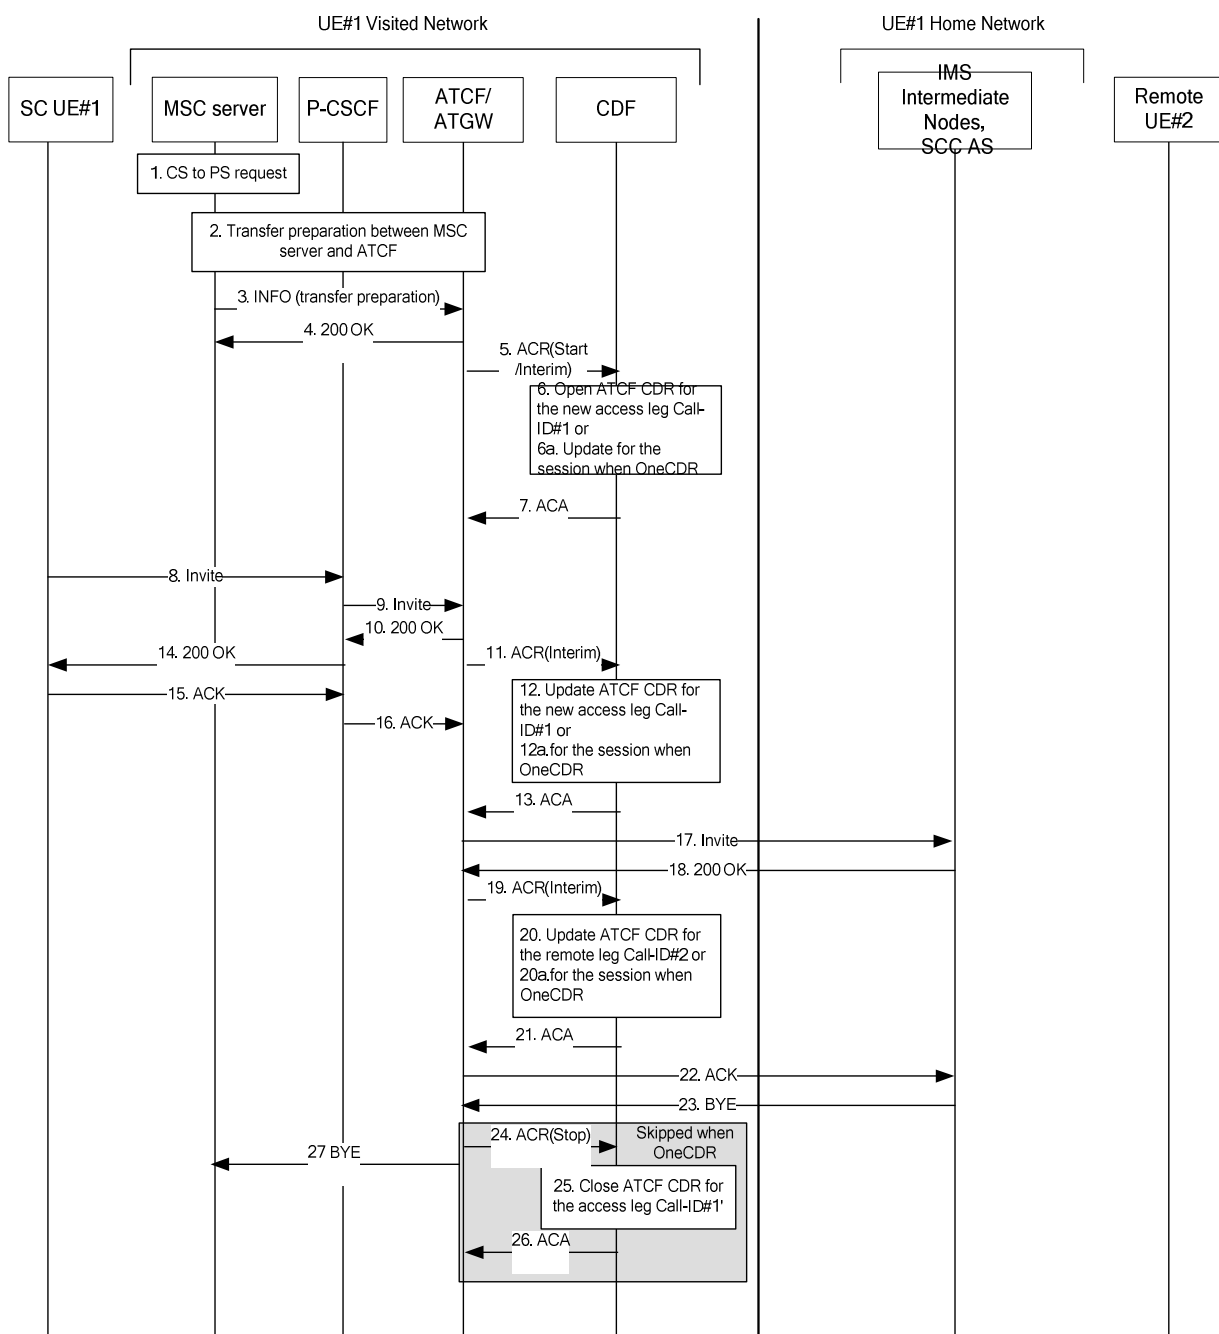 UE#1 Visited Network
UE#1 Home Network
SC UE#1
MSC server
P-CSCF
ATCF/
ATGW
CDF
IMS
Intermediate
Nodes,
SCC AS
Remote
UE#2
1. CS to PS request
2. Transfer preparation between MSC
server and ATCF
3. INFO (transfer preparation)
4. 200 OK
5. ACR(Start
/Interim)
6. Open ATCF CDR for
the new access leg Call-
ID#1 or
6a. Update for the
session when OneCDR
7. ACA
8. Invite
9. Invite
10. 200 OK
14. 200 OK
11. ACR(Interim)
15. ACK
12. Update ATCF CDR for
the new access leg Call-
ID#1 or
12a.for the session when
OneCDR
16. ACK
13. ACA
17. Invite
18. 200 OK
19. ACR(Interim)
20. Update ATCF CDR for
the remote leg Call-ID#2 or
20a.for the session when
OneCDR
21. ACA
22. ACK
23. BYE
24. ACR(Stop)
Skipped when
OneCDR
27 BYE
25. Close ATCF CDR for
the access leg Call-ID#1'
26. ACA